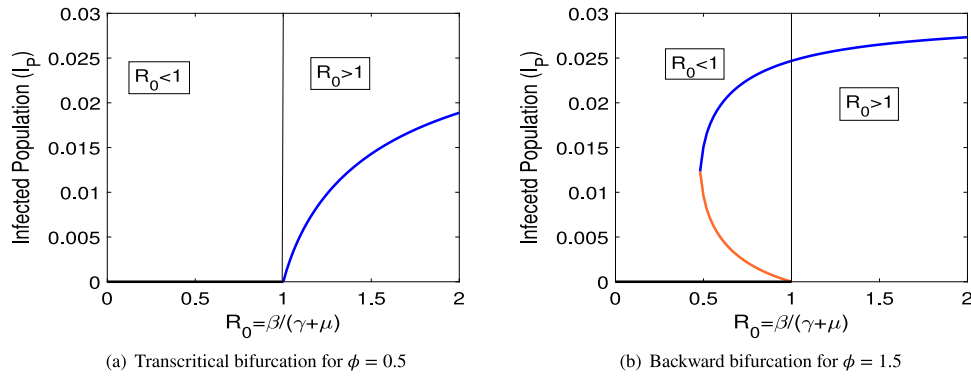 0.03
0.025
0.02
0.015
0.01
0.005
0
Infected Population (I_P)
R_0<1
R_0>1
0 0.5 1 1.5 2
R_0=β/(γ+μ)
(a) Transcritical bifurcation for ϕ = 0.5
0.03
0.025
0.02
0.015
0.01
0.005
0
Infecetd Population (I_P)
R_0<1
R_0>1
0 0.5 1 1.5 2
R_0=β/(γ+μ)
(b) Backward bifurcation for ϕ = 1.5